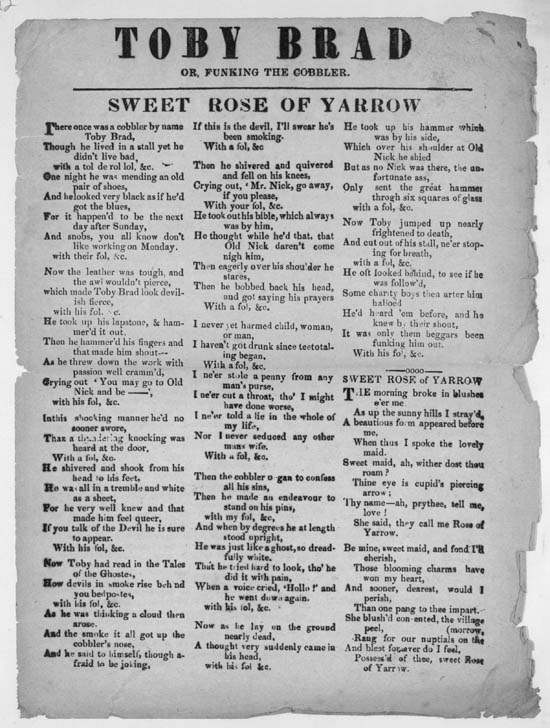 TOBY BRAD
OR, FUNKING THE COBBLER.
SWEET ROSE OF YARROW
There once was a cobbler by name
Toby Brad,
Though he lived in a stall yet he
didn't live bad,
with a tol de rol lol, &c.
One night he was mending an old
pair of shoes,
And he looked very black as if he'd
got the blues,
For it happen'd to be the next
day after Sunday,
And snobs, you all know don't
like working on Monday.
with their fol, &c.
Now the leather was tough, and
the awl wouldn't pierce,
which made Toby Brad look devil-
ish fierce,
with his fol. &c.
He took up his lapstone, & ham-
mer'd it out.
Then he hammer'd his fingers and
that made him shout—
As he threw down the work with
passion well cramm'd,
Crying out 'You may go to Old
Nick and be ——',
with his fol, &c.
In this shocking manner he'd no
sooner swore,
Than a thundering knocking was
heard at the door,
With a fol, &c.
He shivered and shook from his
head to his feet,
He was all in a tremble and white
as a sheet,
For he very well knew and that
made him feel queer,
If you talk of the Devil he is sure
to appear.
With his fol, &c.
Now Toby had read in the Tales
of the Ghostes,
How devils in smoke rise behnd
you bedpostes,
with his fol &c.
As he was thinking a cloud then
arose.
And the smoke it all got up the
cobbler's nose,
And he said to himself, though a-
fraid to be joking,
If this is the devil, I'll swear he's
been smoking.
With a fol, &c
Then he shivered and quivered
and fell on his knees,
Crying out, 'Mr. Nick, go away,
if you please,
With your fol, &c.
He took out his bible, which always
was by him,
He thought while he'd that, that
Old Nick daren't come
nigh him,
Then eagerly over his shoulder he
stares,
Then he bobbed back his head,
and got saying his prayers
With a fol, &c.
I never yet harmed child, woman,
or man,
I haven't got drunk since teetotal-
ing began,
With a fol, &c.
I ne'er stole a penny from any
man's purse,
I ne'er cut a throat, tho' I might
have done worse,
I ne'er told a lie in the whole of
my life,
Nor I never seduced any other
mans wife.
With a fol, &c.
Then the cobbler gan to confess
all his sins,
Then he made an endeavour to
stand on his pins,
with my fol, &c,
And when by degrees he at length
stood upright,
He was just like a ghost, so dread-
fully white.
That he tried hard to look, tho' he
did it with pain,
When a voice cried, 'Hollo!' and
he went down again.
with his fol, &c.
Now as he lay on the ground
nearly dead,
A thought very suddenly came in
his head,
with his fol &c
He took up his hammer which
was by his side,
Which over his shoulder at Old
Nick he shied
But as no Nick was there, the un-
fortunate ass,
Only sent the great hammer
throgh six squares of glass
with a fol, &c.
Now Toby jumped up nearly
frightened to death,
And cut out of his stall, ne'er stop-
ing for breath,
with a fol, &c.
He oft looked behind, to see if he
was follow'd,
Some charity boys then arter him
halloed
He'd heard 'em before, and he
knew by their shout,
It was only them beggars been
funking him out.
With his fol, &c.
oooo
SWEET ROSE of YARROW
THE morning broke in blushes
o'er me.
As up the sunny hills I stray'd,
A beautious form appeared before
me,
When thus I spoke the lovely
maid.
Sweet maid, ah, wither dost thou
roam?
Thine eye is cupid's piercing
arrow;
Thy name—ah, prythee, tell me,
love!
She said, they call me Rose of
Yarrow.
Be mine, sweet maid, and fond I'll
cherish,
Those blooming charms have
won my heart,
And sooner, dearest, would I
perish,
Than one pang to thee impart.
She blush'd consented, the village
peel, (morrow,
Rang for our nuptials on the
And blest forever do I feel,
Possess'd of thee, sweet Rose
of Yarrow.